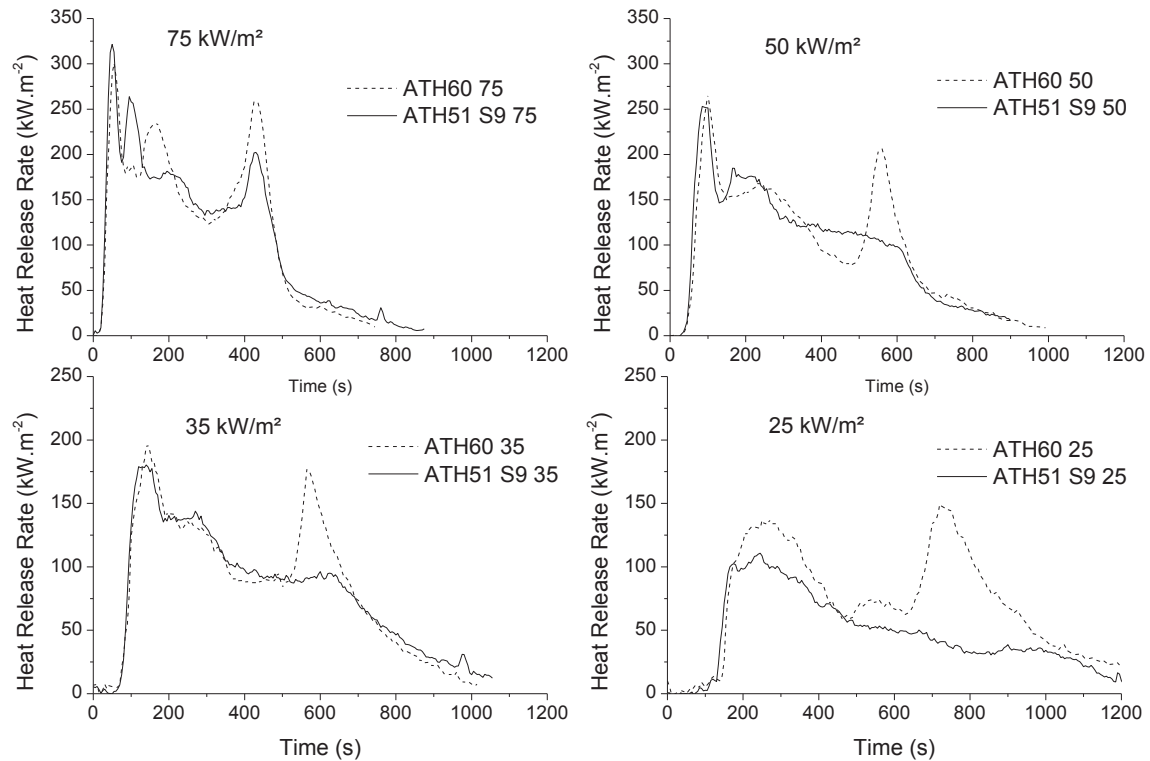 75 kW/m²
ATH60 75
ATH51 S9 75
Heat Release Rate (kW.m⁻²)
350
300
250
200
150
100
50
0
0 200 400 600 800 1000 1200
Time (s)
50 kW/m²
ATH60 50
ATH51 S9 50
Heat Release Rate (kW.m⁻²)
350
300
250
200
150
100
50
0
0 200 400 600 800 1000 1200
Time (s)
35 kW/m²
ATH60 35
ATH51 S9 35
Heat Release Rate (kW.m⁻²)
250
200
150
100
50
0
0 200 400 600 800 1000 1200
Time (s)
25 kW/m²
ATH60 25
ATH51 S9 25
Heat Release Rate (kW.m⁻²)
250
200
150
100
50
0
0 200 400 600 800 1000 1200
Time (s)